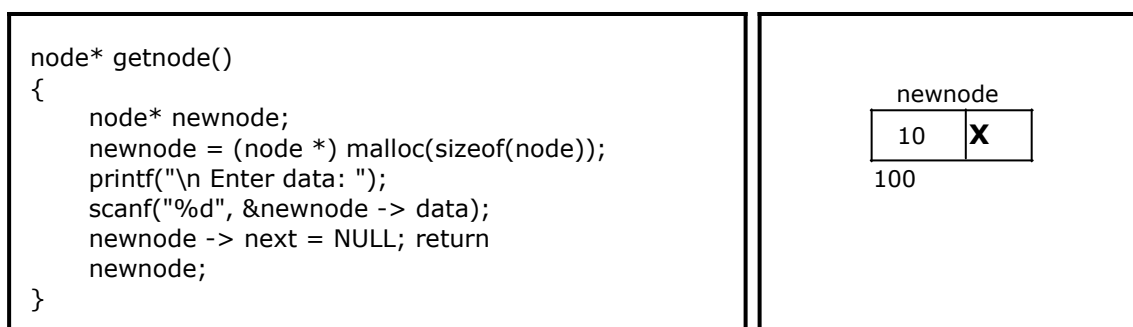 node* getnode()
{
node* newnode;
newnode = (node *) malloc(sizeof(node));
printf("\n Enter data: ");
scanf("%d", &newnode -> data);
newnode -> next = NULL; return
newnode;
}
newnode
10 X
100